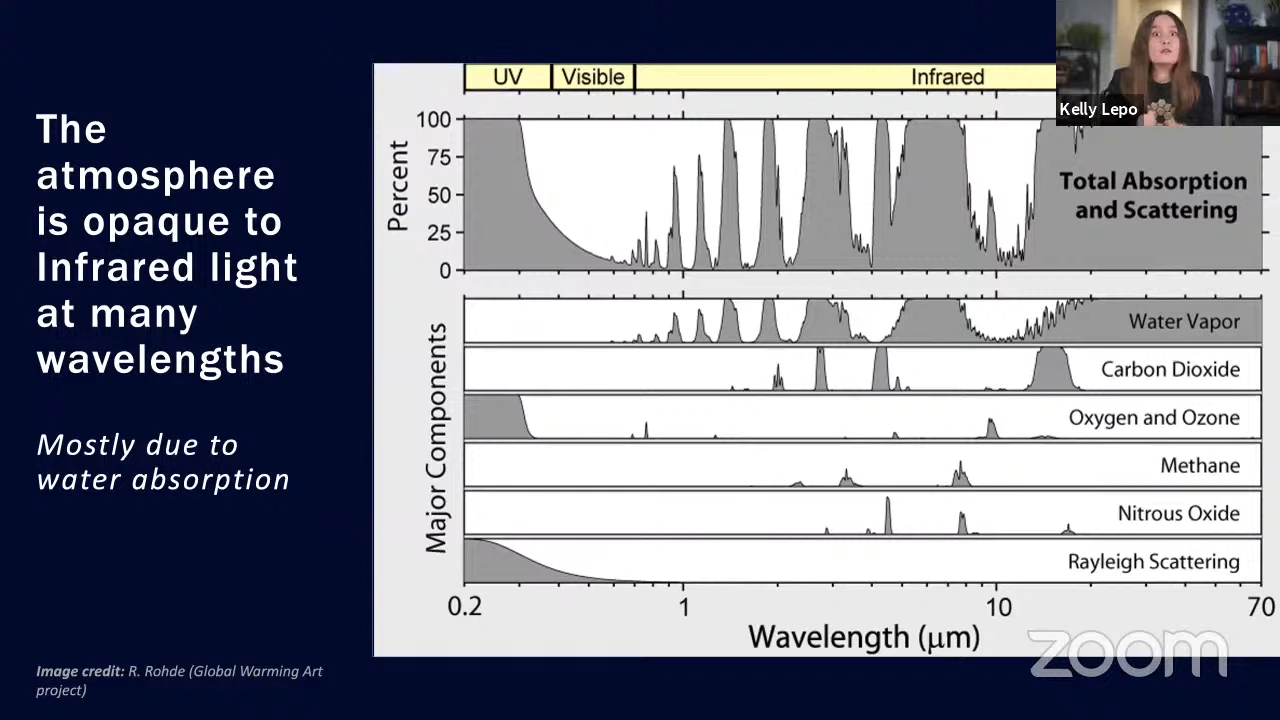 The
atmosphere
is opaque to
Infrared light
at many
wavelengths
Mostly due to
water absorption
Image credit: R. Rohde (Global Warming Art
project)
UV
Visible
Infrared
Kelly Lepo
Percent
100
75
50
25
0
Total Absorption
and Scattering
Major Components
Water Vapor
Carbon Dioxide
Oxygen and Ozone
Methane
Nitrous Oxide
Rayleigh Scattering
0.2
1
10
70
Wavelength (μm)
zoom